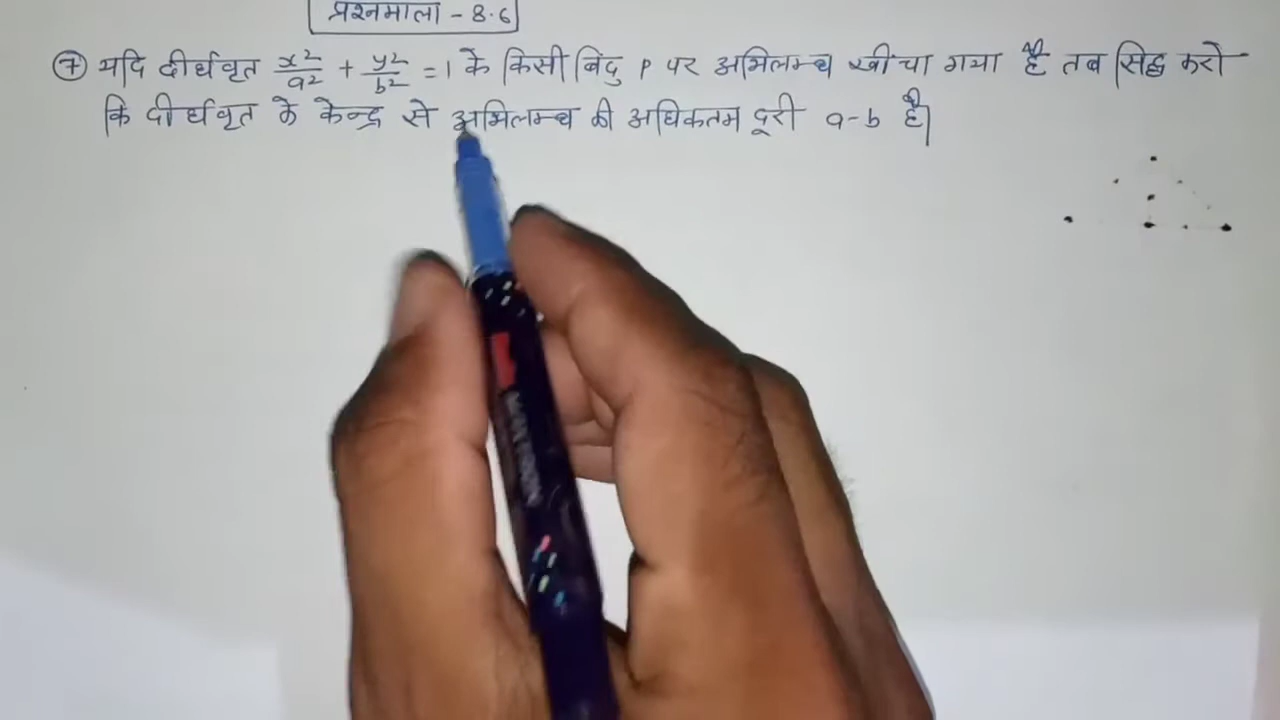 प्रश्नमाला - 8.6
⑦ यदि दीर्घवृत x²/a² + y²/b² = 1 के किसी बिंदु P पर अभिलम्ब खींचा गया है तब सिद्ध करो
कि दीर्घवृत के केन्द्र से अभिलम्ब की अधिकतम दूरी a-b है।